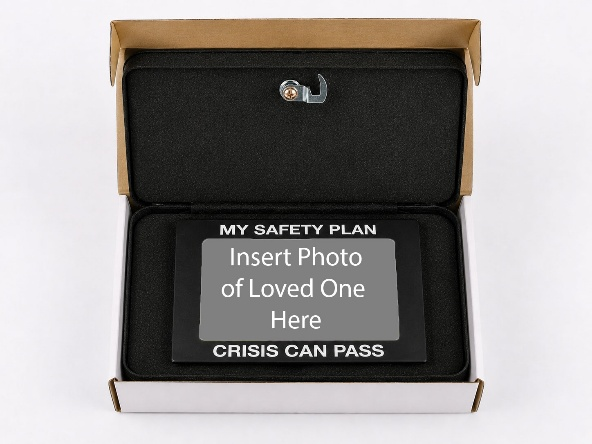 MY SAFETY PLAN
Insert Photo
of Loved One
Here
CRISIS CAN PASS